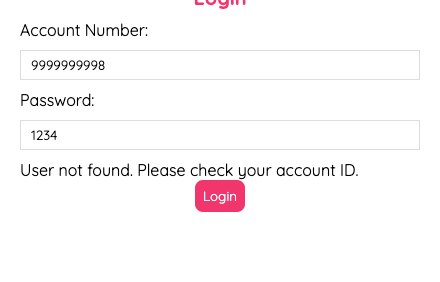 Login
Account Number:
9999999998
Password:
1234
User not found. Please check your account ID.
Login